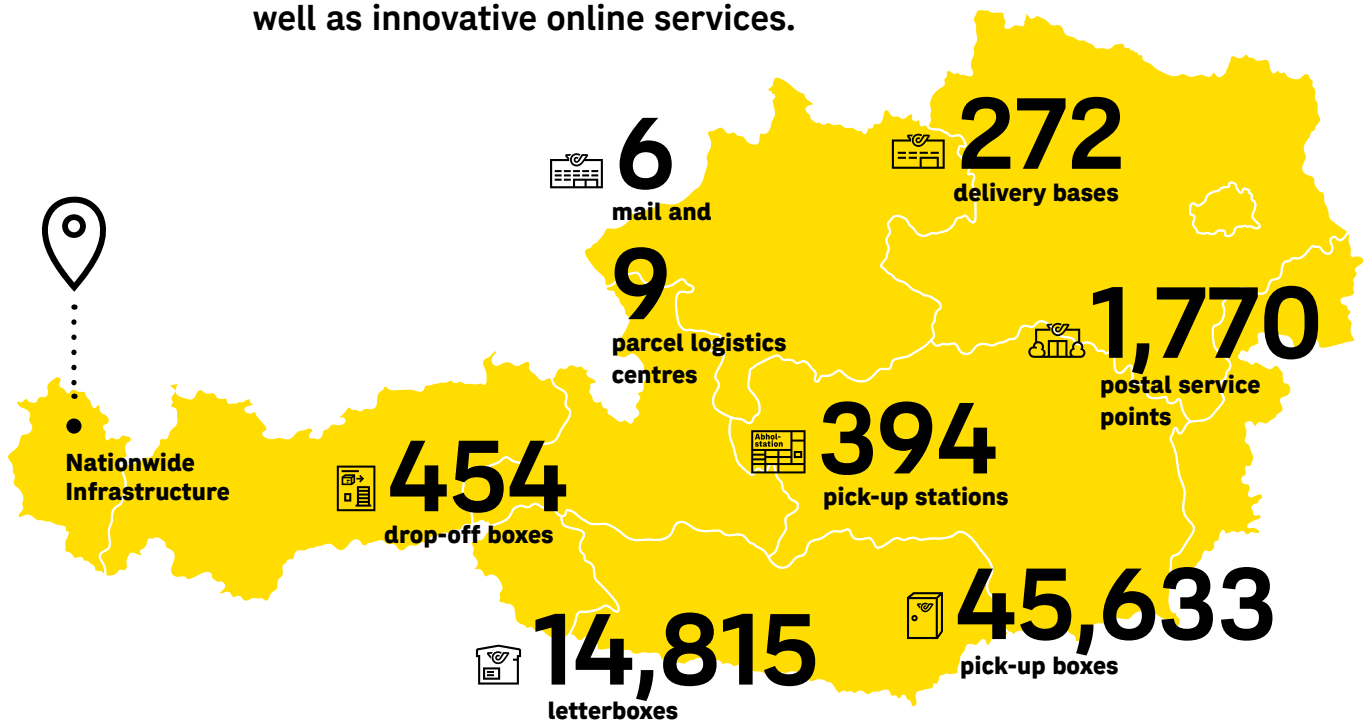 well as innovative online services.
6
mail and
9
parcel logistics
centres
272
delivery bases
1,770
postal service
points
Nationwide
Infrastructure
454
drop-off boxes
Abhol-
station
394
pick-up stations
14,815
letterboxes
45,633
pick-up boxes